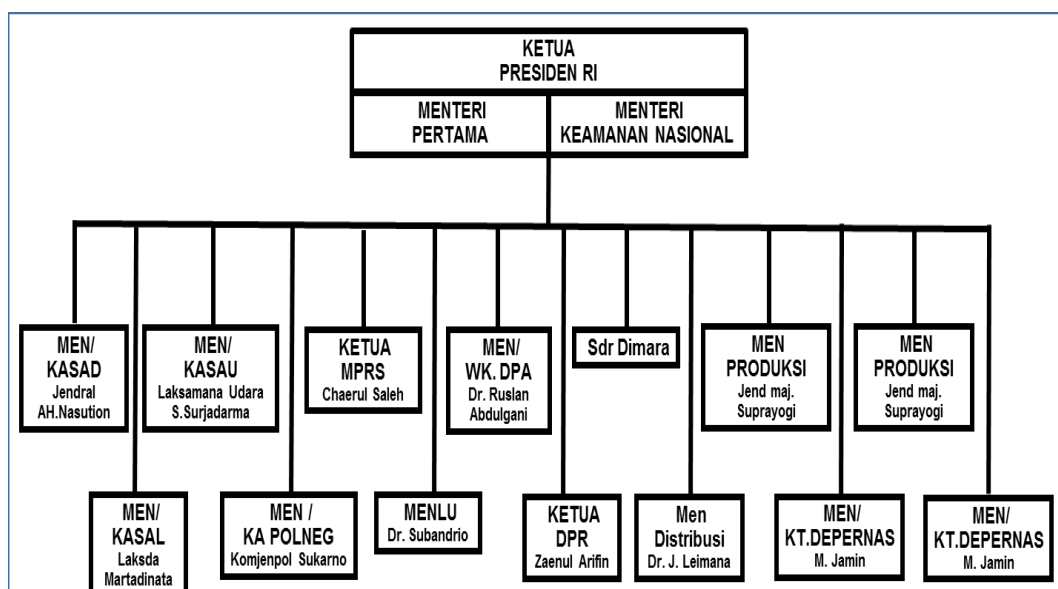 KETUA
PRESIDEN RI
MENTERI
PERTAMA
MENTERI
KEAMANAN NASIONAL
MEN/
KASAD
Jendral
AH.Nasution
MEN/
KASAU
Laksamana Udara
S.Surjadarma
KETUA
MPRS
Chaerul Saleh
MEN/
WK. DPA
Dr. Ruslan
Abdulgani
Sdr Dimara
MEN
PRODUKSI
Jend maj.
Suprayogi
MEN
PRODUKSI
Jend maj.
Suprayogi
MEN/
KASAL
Laksda
Martadinata
MEN /
KA POLNEG
Komjenpol Sukarno
MENLU
Dr. Subandrio
KETUA
DPR
Zaenul Arifin
Men
Distribusi
Dr. J. Leimana
MEN/
KT.DEPERNAS
M. Jamin
MEN/
KT.DEPERNAS
M. Jamin